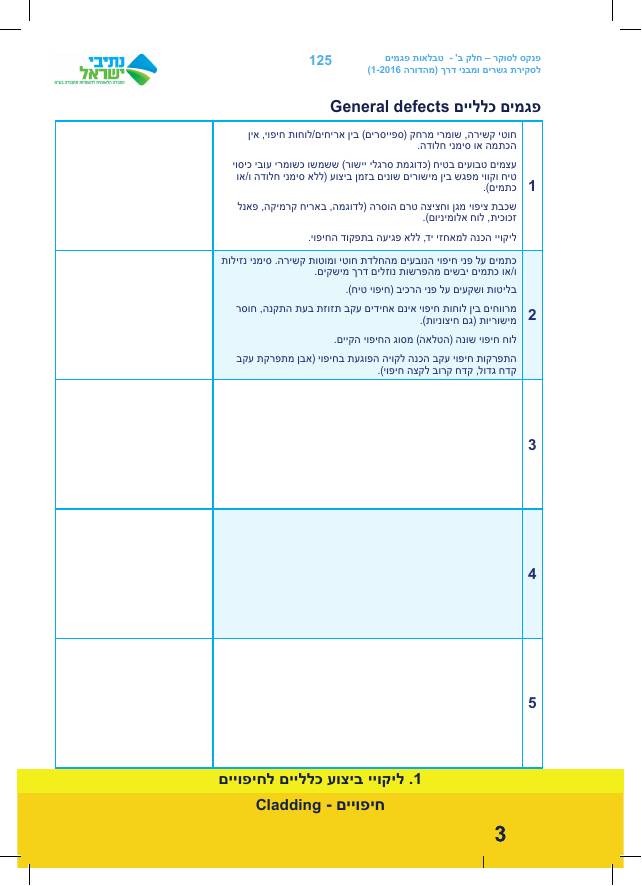 נתיבי
ישראל
125
פנקס לסוקר – חלק ב' - טבלאות פגמים
לסקירת גשרים ומבני דרך (מהדורה 1-2016)
פגמים כלליים General defects
1
חוטי קשירה, שומרי מרחק (ספייסרים) בין אריחים/לוחות חיפוי, אין
הכתמה או סימני חלודה.
עצמים טבועים בטיח (כדוגמת סרגלי יישור) ששמשו כשומרי עובי כיסוי
טיח וקווי מפגש בין מישורים שונים בזמן ביצוע (ללא סימני חלודה ו/או
כתמים).
שכבת ציפוי מגן וחציצה טרם הוסרה (לדוגמה, באריח קרמיקה, פאנל
זכוכית, לוח אלומיניום).
ליקויי הכנה למאחזי יד, ללא פגיעה בתפקוד החיפוי.
2
כתמים על פני חיפוי הנובעים מהחלדת חוטי ומוטות קשירה. סימני נזילות
ו/או כתמים יבשים מהפרשות נוזלים דרך מישקים.
בליטות ושקעים על פני הרכיב (חיפוי טיח).
מרווחים בין לוחות חיפוי אינם אחידים עקב תזוזת בעת התקנה, חוסר
מישוריות (גם חיצוניות).
לוח חיפוי שונה (הטלאה) מסוג החיפוי הקיים.
התפרקות חיפוי עקב הכנה לקויה הפוגעת בחיפוי (אבן מתפרקת עקב
קדח גדול, קדח קרוב לקצה חיפוי).
3
4
5
1. ליקויי ביצוע כלליים לחיפויים
חיפויים - Cladding
3